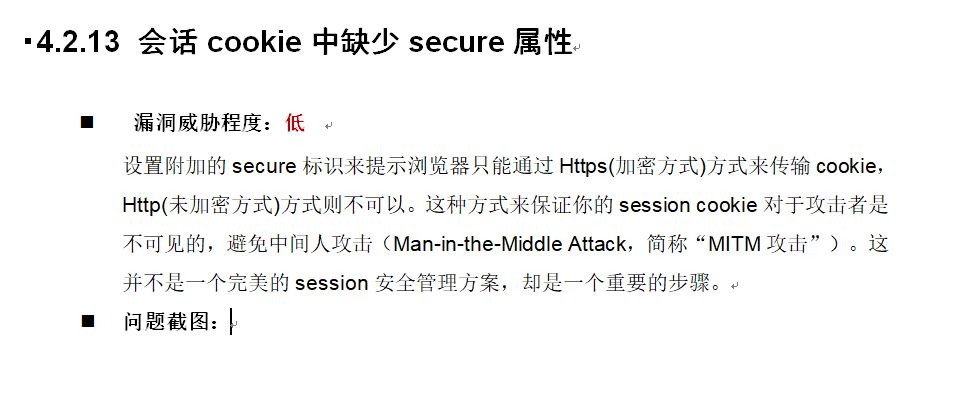 4.2.13 会话 cookie 中缺少 secure 属性
漏洞威胁程度：低
设置附加的 secure 标识来提示浏览器只能通过 Https(加密方式)方式来传输 cookie，
Http(未加密方式)方式则不可以。这种方式来保证你的 session cookie 对于攻击者是
不可见的，避免中间人攻击（Man-in-the-Middle Attack，简称“MITM 攻击”）。这
并不是一个完美的 session 安全管理方案，却是一个重要的步骤。
问题截图：